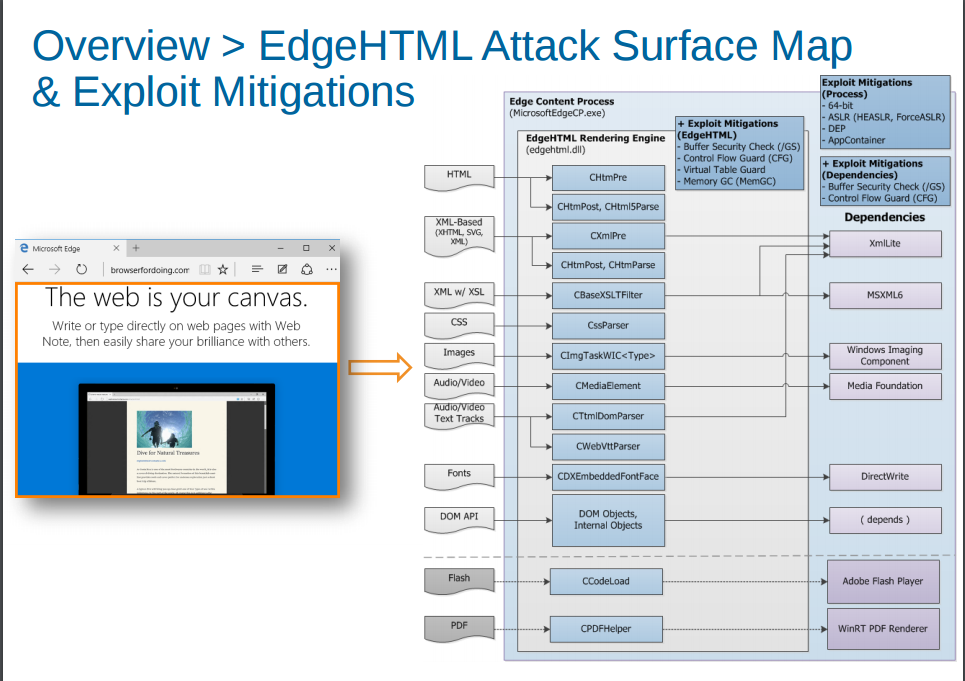 Overview > EdgeHTML Attack Surface Map
& Exploit Mitigations
Microsoft Edge
browserfordoing.com
The web is your canvas.
Write or type directly on web pages with Web
Note, then easily share your brilliance with others.
Dive for Natural Treasures
Edge Content Process
(MicrosoftEdgeCP.exe)
EdgeHTML Rendering Engine
(edgehtml.dll)
+ Exploit Mitigations
(EdgeHTML)
- Buffer Security Check (/GS)
- Control Flow Guard (CFG)
- Virtual Table Guard
- Memory GC (MemGC)
Exploit Mitigations
(Process)
- 64-bit
- ASLR (HEASLR, ForceASLR)
- DEP
- AppContainer
+ Exploit Mitigations
(Dependencies)
- Buffer Security Check (/GS)
- Control Flow Guard (CFG)
Dependencies
HTML
CHtmPre
CHtmPost, CHtml5Parse
XML-Based
(XHTML, SVG,
XML)
CXmlPre
XmlLite
CHtmPost, CHtmParse
XML w/ XSL
CBaseXSLTFilter
MSXML6
CSS
CssParser
Images
CImgTaskWIC<Type>
Windows Imaging
Component
Audio/Video
CMediaElement
Media Foundation
Audio/Video
Text Tracks
CTtmlDomParser
CWebVttParser
Fonts
CDXEmbeddedFontFace
DirectWrite
DOM API
DOM Objects,
Internal Objects
( depends )
Flash
CCodeLoad
Adobe Flash Player
PDF
CPDFHelper
WinRT PDF Renderer